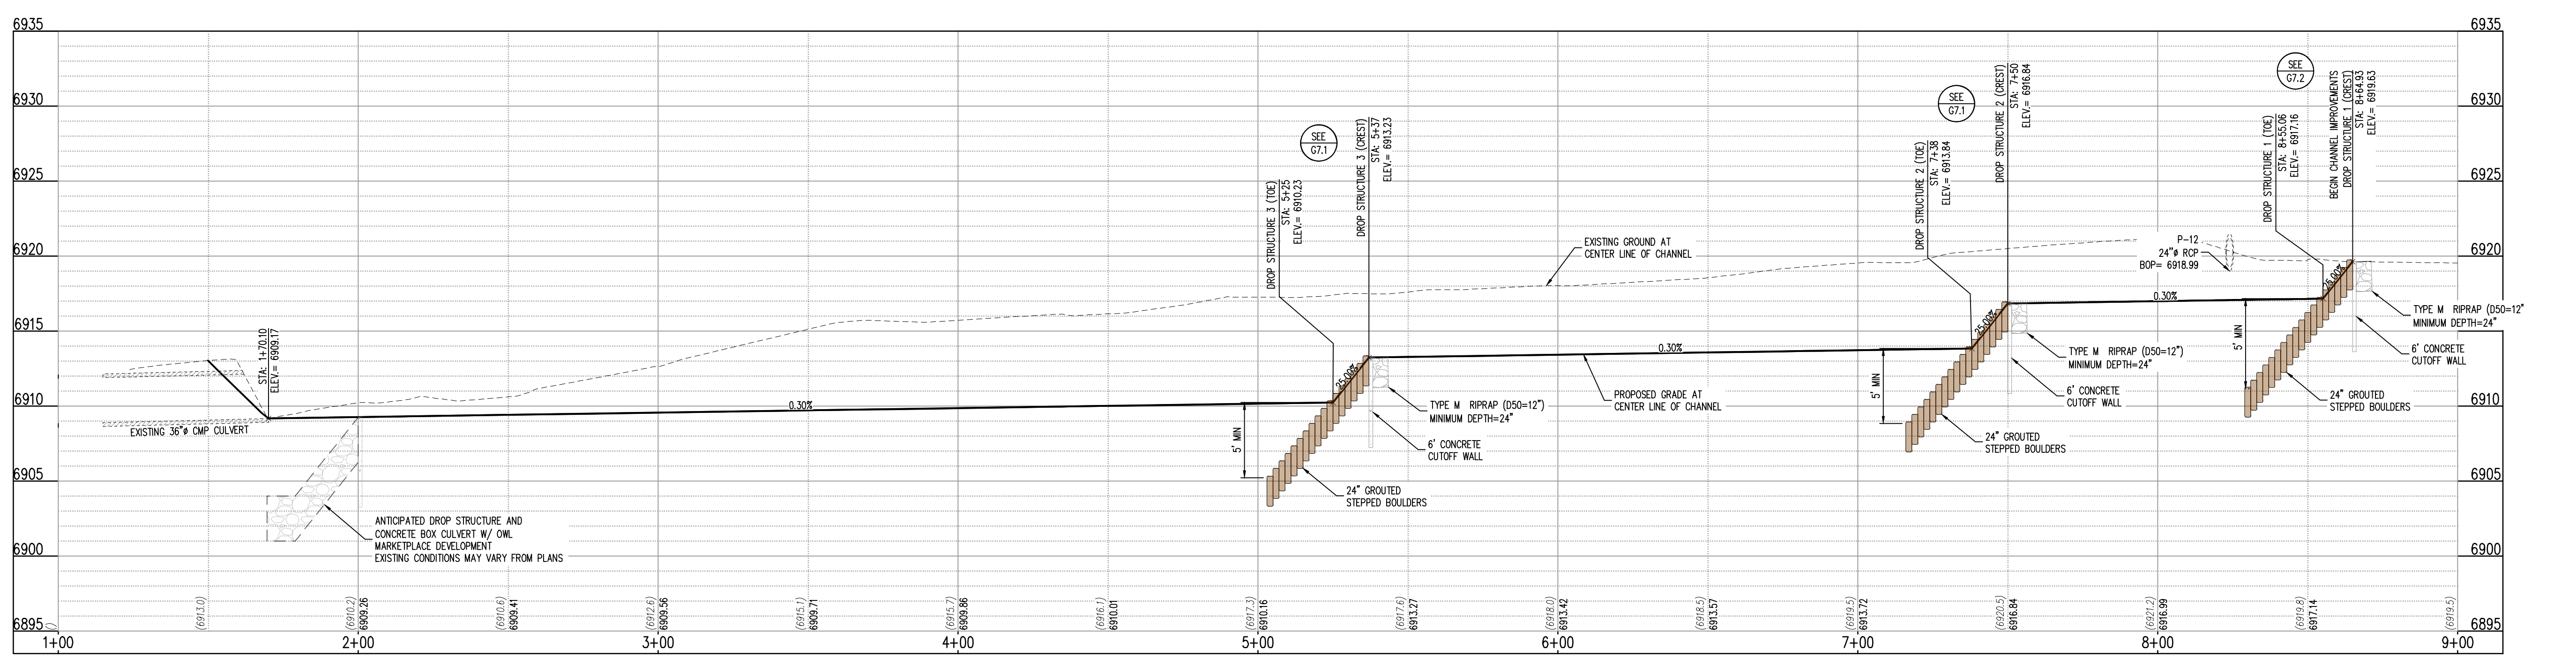 6935
6930
6925
6920
6915
6910
6905
6900
6895
STA: 1+70.10
ELEV.= 6909.17
EXISTING 36"ø CMP CULVERT
ANTICIPATED DROP STRUCTURE AND
CONCRETE BOX CULVERT W/ OWL
MARKETPLACE DEVELOPMENT
EXISTING CONDITIONS MAY VARY FROM PLANS
0.30%
SEE
G7.1
DROP STRUCTURE 3 (TOE)
STA: 5+25
ELEV.= 6910.23
DROP STRUCTURE 3 (CREST)
STA: 5+37
ELEV.= 6913.23
25.00%
5' MIN
TYPE M RIPRAP (D50=12")
MINIMUM DEPTH=24"
6' CONCRETE
CUTOFF WALL
24" GROUTED
STEPPED BOULDERS
EXISTING GROUND AT
CENTER LINE OF CHANNEL
0.30%
PROPOSED GRADE AT
CENTER LINE OF CHANNEL
SEE
G7.1
DROP STRUCTURE 2 (TOE)
STA: 7+38
ELEV.= 6913.84
DROP STRUCTURE 2 (CREST)
STA: 7+50
ELEV.= 6916.84
25.00%
5' MIN
TYPE M RIPRAP (D50=12")
MINIMUM DEPTH=24"
6' CONCRETE
CUTOFF WALL
24" GROUTED
STEPPED BOULDERS
P-12
24"ø RCP
BOP= 6918.99
0.30%
SEE
G7.2
DROP STRUCTURE 1 (TOE)
STA: 8+55.06
ELEV.= 6917.16
BEGIN CHANNEL IMPROVEMENTS
DROP STRUCTURE 1 (CREST)
STA: 8+64.93
ELEV.= 6919.63
25.00%
5' MIN
TYPE M RIPRAP (D50=12"
MINIMUM DEPTH=24"
6' CONCRETE
CUTOFF WALL
24" GROUTED
STEPPED BOULDERS
6935
6930
6925
6920
6915
6910
6905
6900
6895
()
(6913.0)
(6910.2)
6909.26
(6910.6)
6909.41
(6912.6)
6909.56
(6915.1)
6909.71
(6915.7)
6909.86
(6916.1)
6910.01
(6917.3)
6910.16
(6917.6)
6913.27
(6918.0)
6913.42
(6918.5)
6913.57
(6919.5)
6913.72
(6920.5)
6916.84
(6921.2)
6916.99
(6919.8)
6917.14
(6919.5)
1+00 2+00 3+00 4+00 5+00 6+00 7+00 8+00 9+00